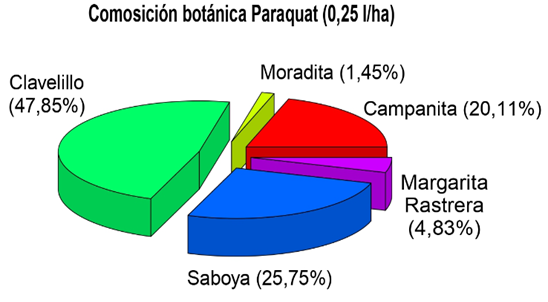 Comosición botánica Paraquat (0,25 l/ha)
Clavelillo
(47,85%)
Moradita (1,45%)
Campanita (20,11%)
Margarita
Rastrera
(4,83%)
Saboya (25,75%)